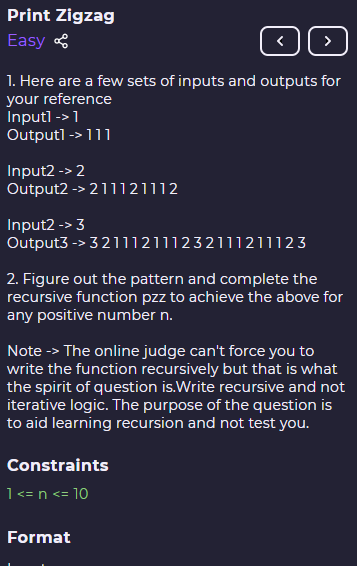 Print Zigzag
Easy
1. Here are a few sets of inputs and outputs for
your reference
Input1 -> 1
Output1 -> 1 1 1
Input2 -> 2
Output2 -> 2 1 1 1 2 1 1 1 2
Input2 -> 3
Output3 -> 3 2 1 1 1 2 1 1 1 2 3 2 1 1 1 2 1 1 1 2 3
2. Figure out the pattern and complete the
recursive function pzz to achieve the above for
any positive number n.
Note -> The online judge can't force you to
write the function recursively but that is what
the spirit of question is.Write recursive and not
iterative logic. The purpose of the question is
to aid learning recursion and not test you.
Constraints
1 <= n <= 10
Format